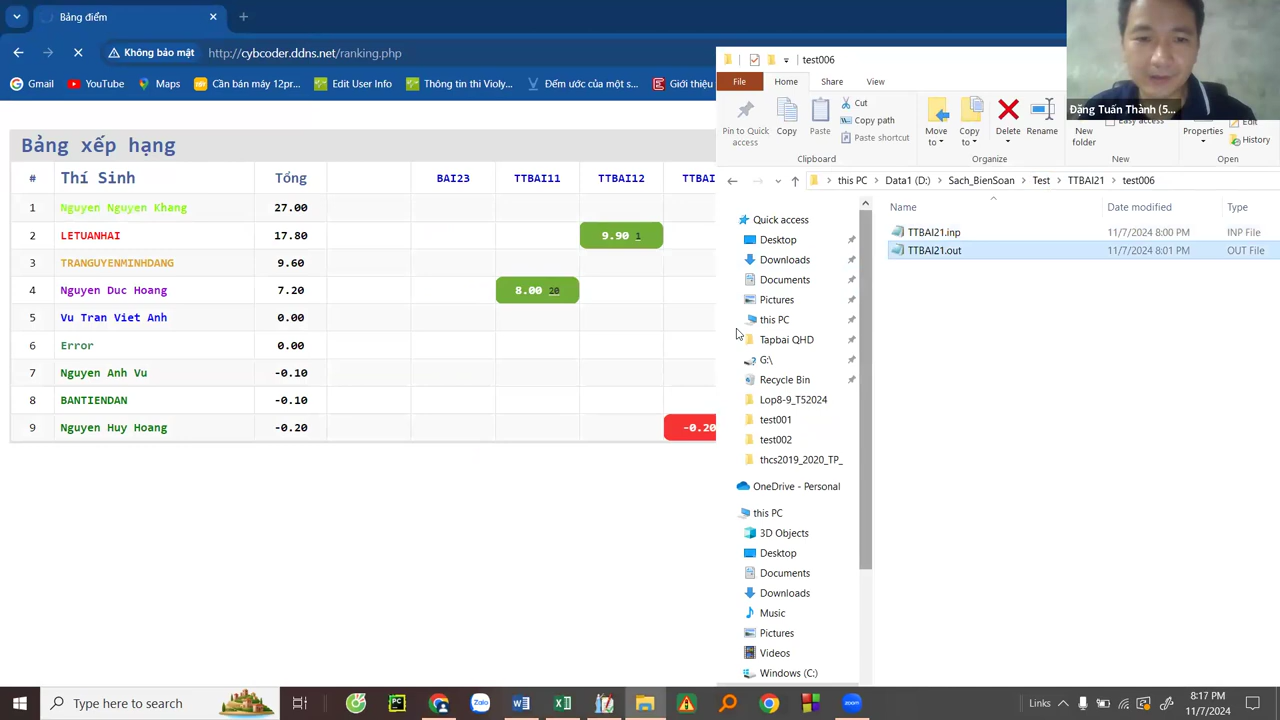 Bảng điểm
Không bảo mật
http://cybcoder.ddns.net/ranking.php
Gmail
YouTube
Maps
Cần bán máy 12...
Editor Info
Thông tin thi Violy...
Đếm ước của một s...
Giới thiệu
Bảng xếp hạng
# Thí Sinh Tổng BAI23 TTBAI11 TTBAI12 TTBAI
1 Nguyen Nguyen Khang 27.00
2 LETUANHAI 17.80 9.90 1
3 TRANGUYENMINHDANG 9.60
4 Nguyen Duc Hoang 7.20 8.00 20
5 Vu Tran Viet Anh 0.00
6 Error 0.00
7 Nguyen Anh Vu -0.10
8 BANTIENDAN -0.10
9 Nguyen Huy Hoang -0.20 -0.20
test006
File Home Share View
Pin to Quick access
Copy
Paste
Cut
Copy path
Paste shortcut
Clipboard
Move to
Copy to
Delete
Rename
Organize
New folder
Easy access
New
Properties
Edit
History
Open
Đặng Tuấn Thành (5...
this PC
Data1 (D:)
Sach_BienSoan
Test
TTBAI21
test006
Name Date modified Type
TTBAI21.inp 11/7/2024 8:00 PM INP File
TTBAI21.out 11/7/2024 8:01 PM OUT File
Quick access
Desktop
Downloads
Documents
Pictures
this PC
Tapbai QHD
G:\
Recycle Bin
Lop8-9_T52024
test001
test002
thcs2019_2020_TP_
OneDrive - Personal
this PC
3D Objects
Desktop
Documents
Downloads
Music
Pictures
Videos
Windows (C:)
Type here to search
PC
zoom
Links
8:17 PM
11/7/2024